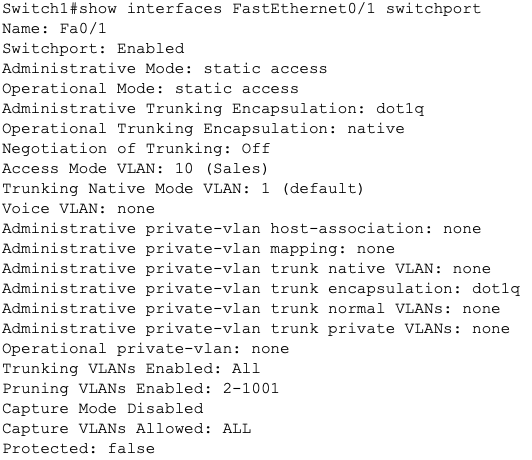 Switch1#show interfaces FastEthernet0/1 switchport
Name: Fa0/1
Switchport: Enabled
Administrative Mode: static access
Operational Mode: static access
Administrative Trunking Encapsulation: dot1q
Operational Trunking Encapsulation: native
Negotiation of Trunking: Off
Access Mode VLAN: 10 (Sales)
Trunking Native Mode VLAN: 1 (default)
Voice VLAN: none
Administrative private-vlan host-association: none
Administrative private-vlan mapping: none
Administrative private-vlan trunk native VLAN: none
Administrative private-vlan trunk encapsulation: dot1q
Administrative private-vlan trunk normal VLANs: none
Administrative private-vlan trunk private VLANs: none
Operational private-vlan: none
Trunking VLANs Enabled: All
Pruning VLANs Enabled: 2-1001
Capture Mode Disabled
Capture VLANs Allowed: ALL
Protected: false